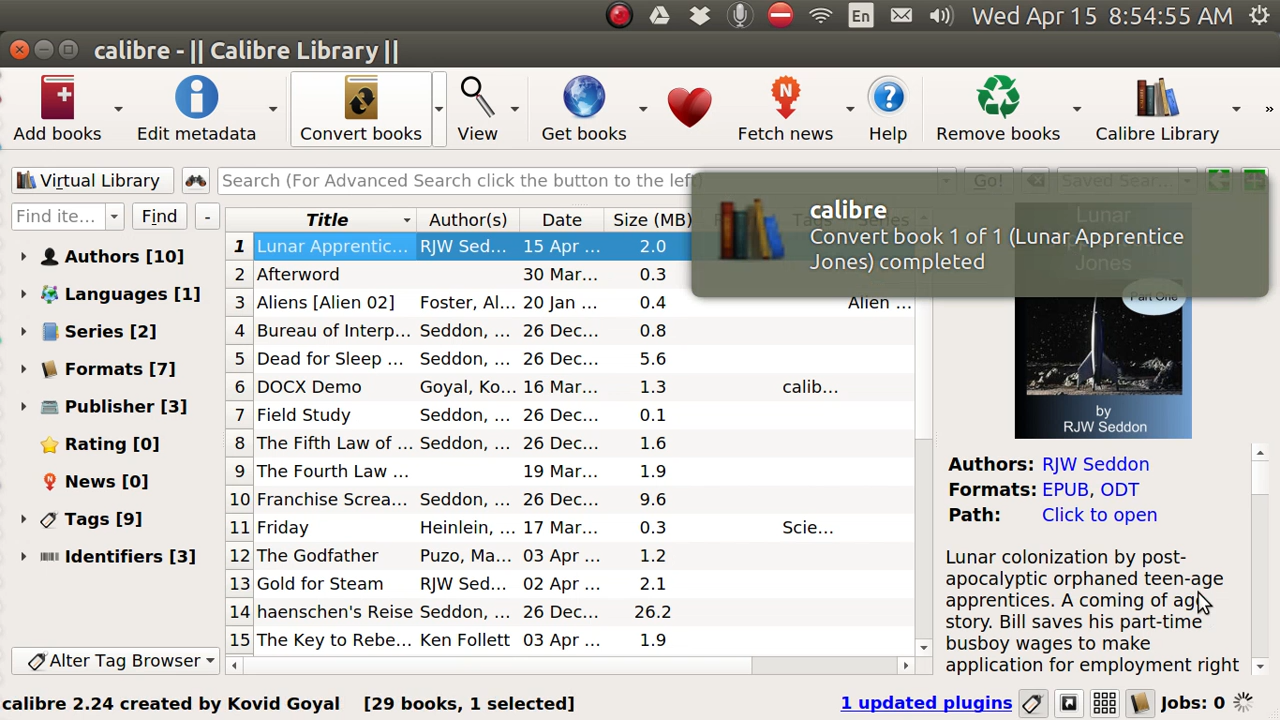 En Wed Apr 15 8:54:55 AM
calibre - || Calibre Library ||
Add books Edit metadata Convert books View Get books Fetch news Help Remove books Calibre Library »
Virtual Library Search (For Advanced Search click the button to the left) Go! Saved Sear...
Find ite... Find -
Title Author(s) Date Size (MB) Tags Series
Authors [10]
Languages [1]
Series [2]
Formats [7]
Publisher [3]
Rating [0]
News [0]
Tags [9]
Identifiers [3]
Alter Tag Browser
1 Lunar Apprentic... RJW Sed... 15 Apr ... 2.0
2 Afterword 30 Mar... 0.3
3 Aliens [Alien 02] Foster, Al... 20 Jan ... 0.4 Alien ...
4 Bureau of Interp... Seddon, ... 26 Dec... 0.8
5 Dead for Sleep ... Seddon, ... 26 Dec... 5.6
6 DOCX Demo Goyal, Ko... 16 Mar... 1.3 calib...
7 Field Study Seddon, ... 26 Dec... 0.1
8 The Fifth Law of ... Seddon, ... 26 Dec... 1.6
9 The Fourth Law ... 19 Mar... 1.9
10 Franchise Screa... Seddon, ... 26 Dec... 9.6
11 Friday Heinlein, ... 17 Mar... 0.3 Scie...
12 The Godfather Puzo, Ma... 03 Apr ... 1.2
13 Gold for Steam RJW Sed... 02 Apr ... 2.1
14 haenschen's Reise Seddon, ... 26 Dec... 26.2
15 The Key to Rebe... Ken Follett 03 Apr ... 1.9
calibre
Convert book 1 of 1 (Lunar Apprentice
Jones) completed
Lunar
Jones
Part One
by
RJW Seddon
Authors: RJW Seddon
Formats: EPUB, ODT
Path: Click to open
Lunar colonization by post-
apocalyptic orphaned teen-age
apprentices. A coming of age
story. Bill saves his part-time
busboy wages to make
application for employment right
calibre 2.24 created by Kovid Goyal [29 books, 1 selected] 1 updated plugins Jobs: 0